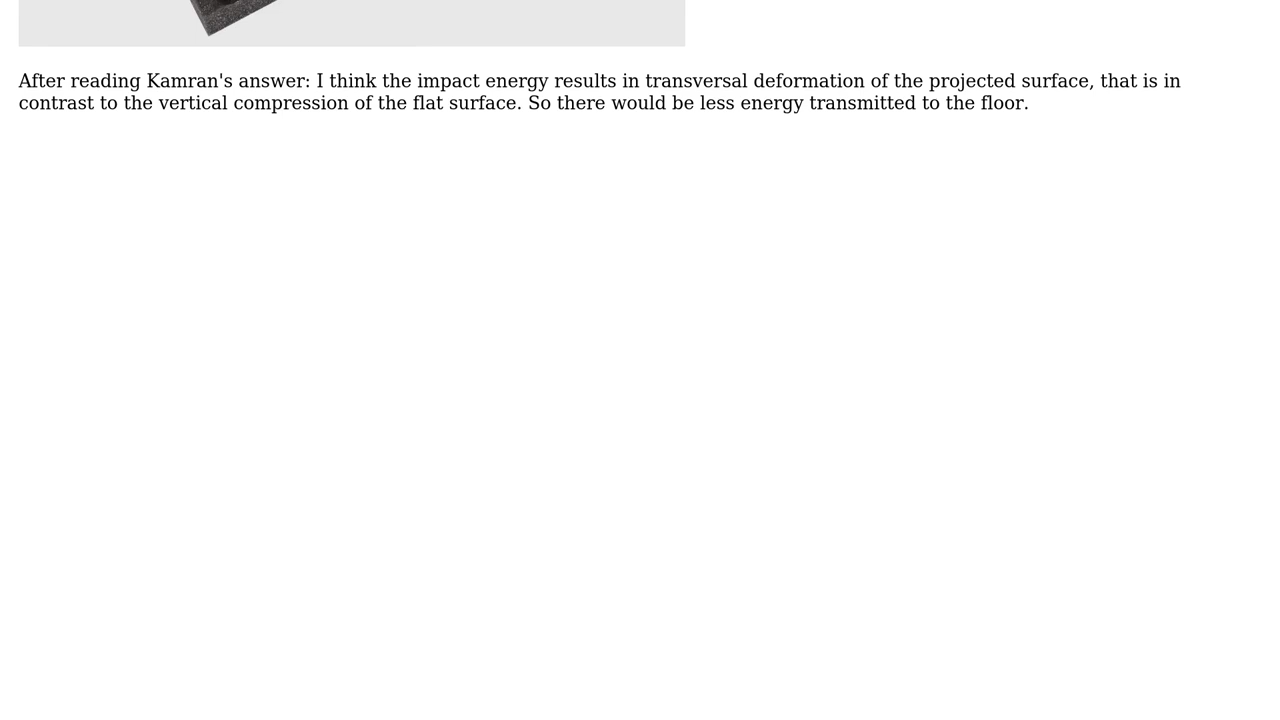 After reading Kamran's answer: I think the impact energy results in transversal deformation of the projected surface, that is in
contrast to the vertical compression of the flat surface. So there would be less energy transmitted to the floor.